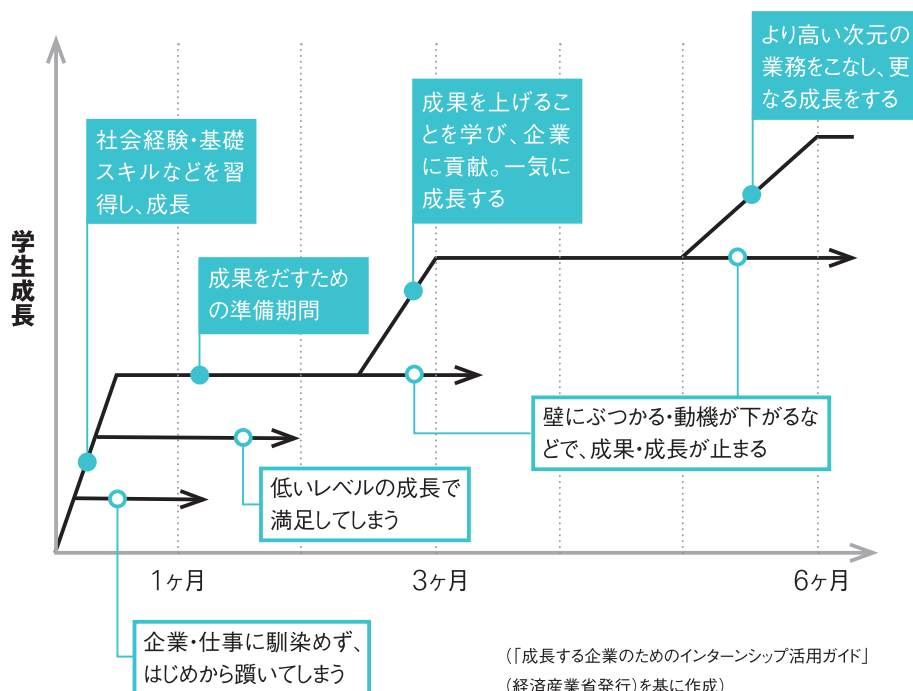 より高い次元の
業務をこなし、更
なる成長をする
成果を上げるこ
とを学び、企業
に貢献。一気に
成長する
社会経験・基礎
スキルなどを習
得し、成長
学生成長
成果をだすため
の準備期間
壁にぶつかる・動機が下がるな
どで、成果・成長が止まる
低いレベルの成長で
満足してしまう
1ヶ月
3ヶ月
6ヶ月
企業・仕事に馴染めず、
はじめから躓いてしまう
（「成長する企業のためのインターンシップ活用ガイド」
（経済産業省発行）を基に作成）